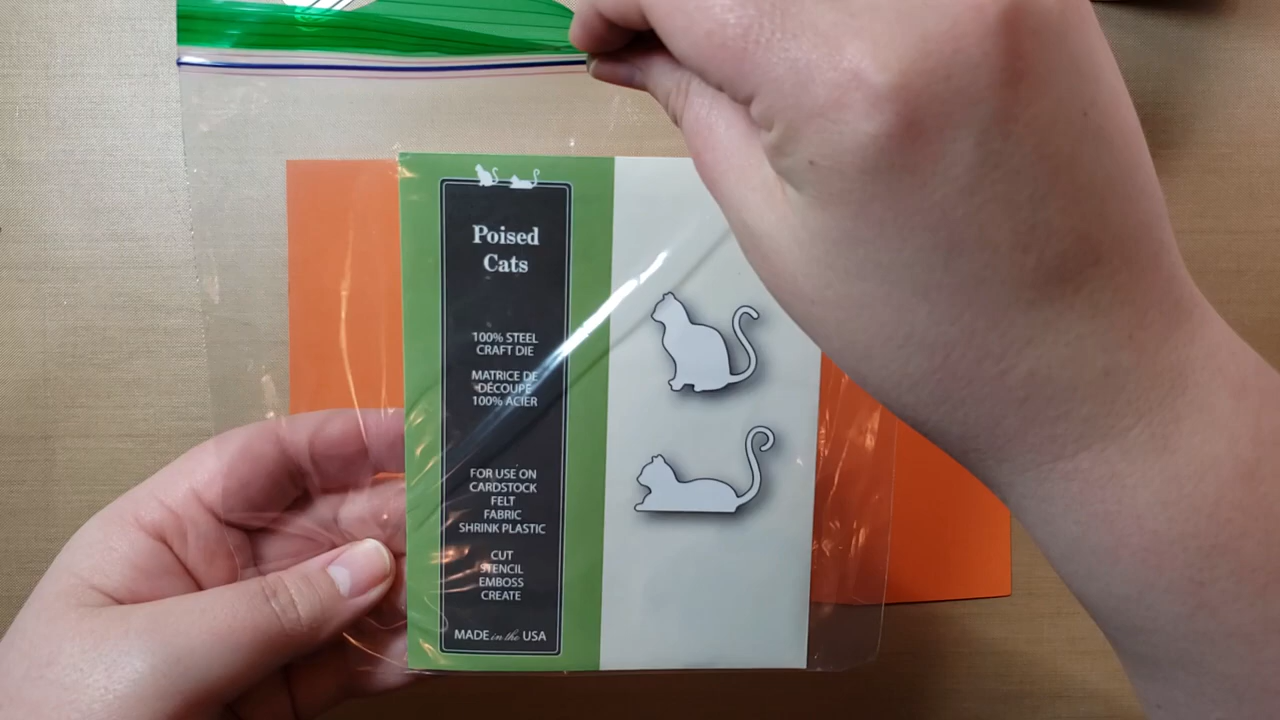 Poised
Cats
100% STEEL
CRAFT DIE
MATRICE DE
DÉCOUPE
100% ACIER
FOR USE ON
CARDSTOCK
FELT
FABRIC
SHRINK PLASTIC
CUT
STENCIL
EMBOSS
CREATE
MADE in the USA